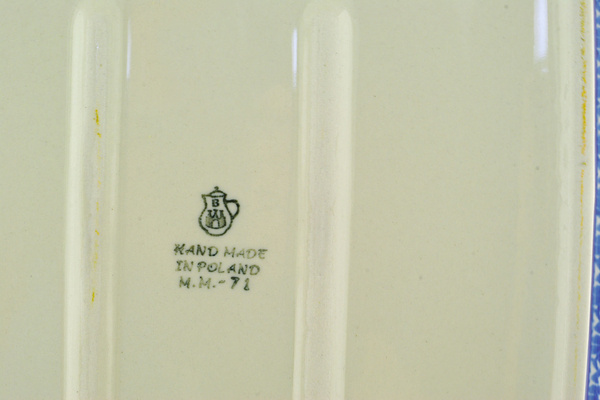 B
HAND MADE
IN POLAND
M.M.-71